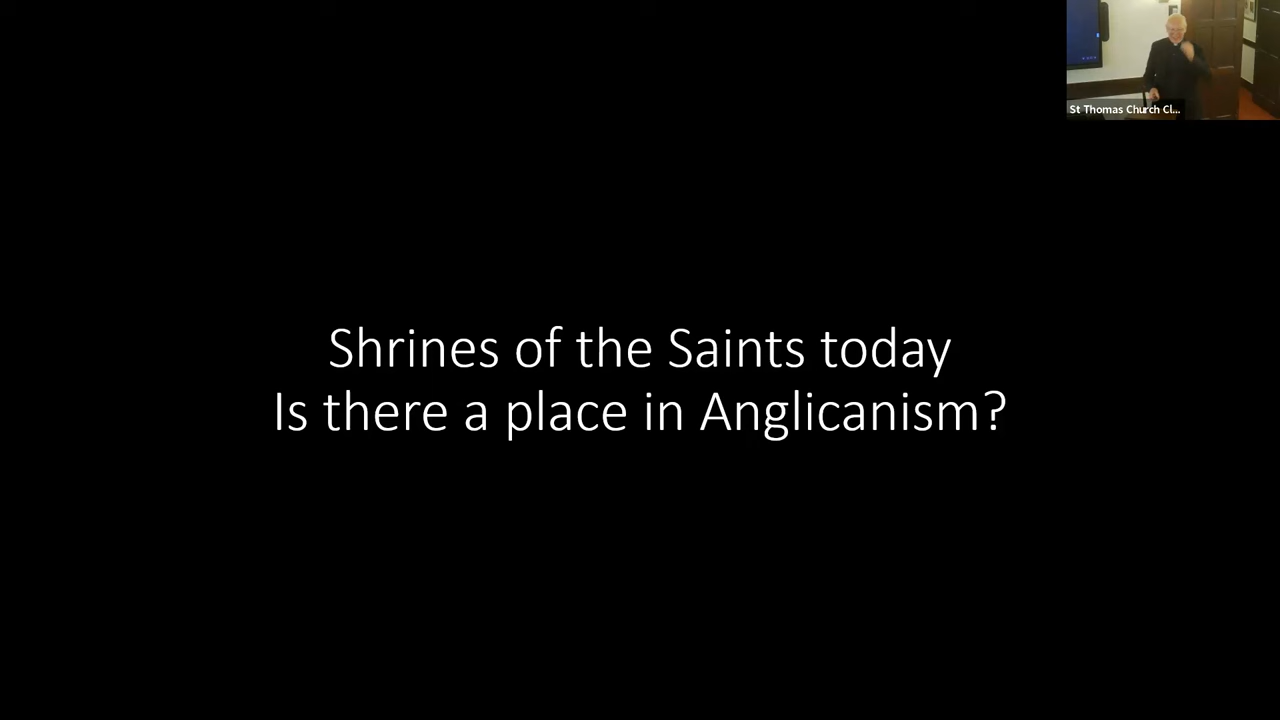 St Thomas Church Cl...
Shrines of the Saints today
Is there a place in Anglicanism?